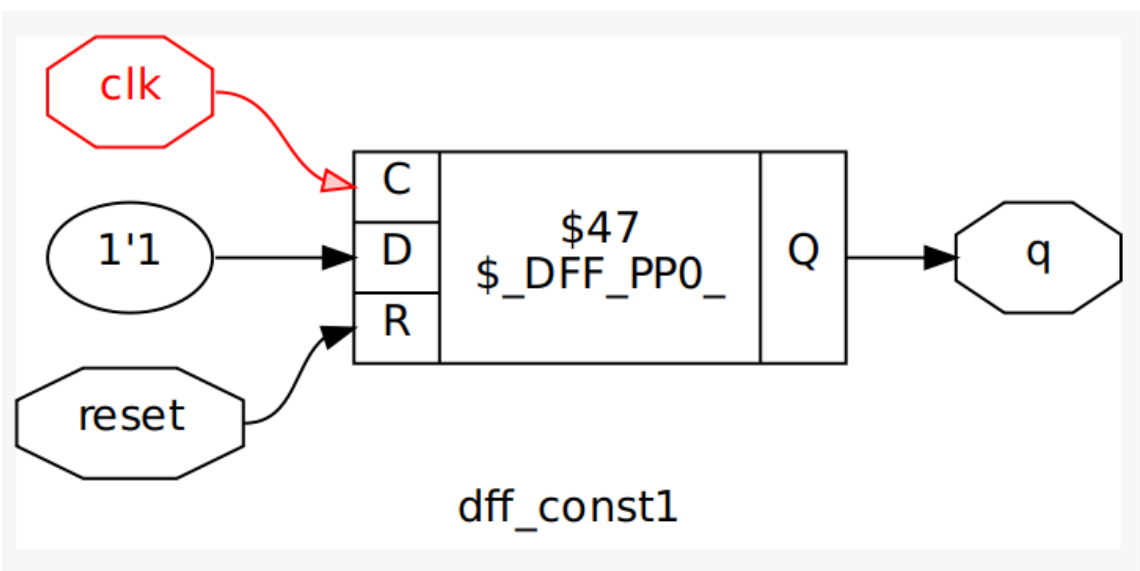 clk
C
1'1
D
$47
$_DFF_PP0_
Q
q
R
reset
dff_const1